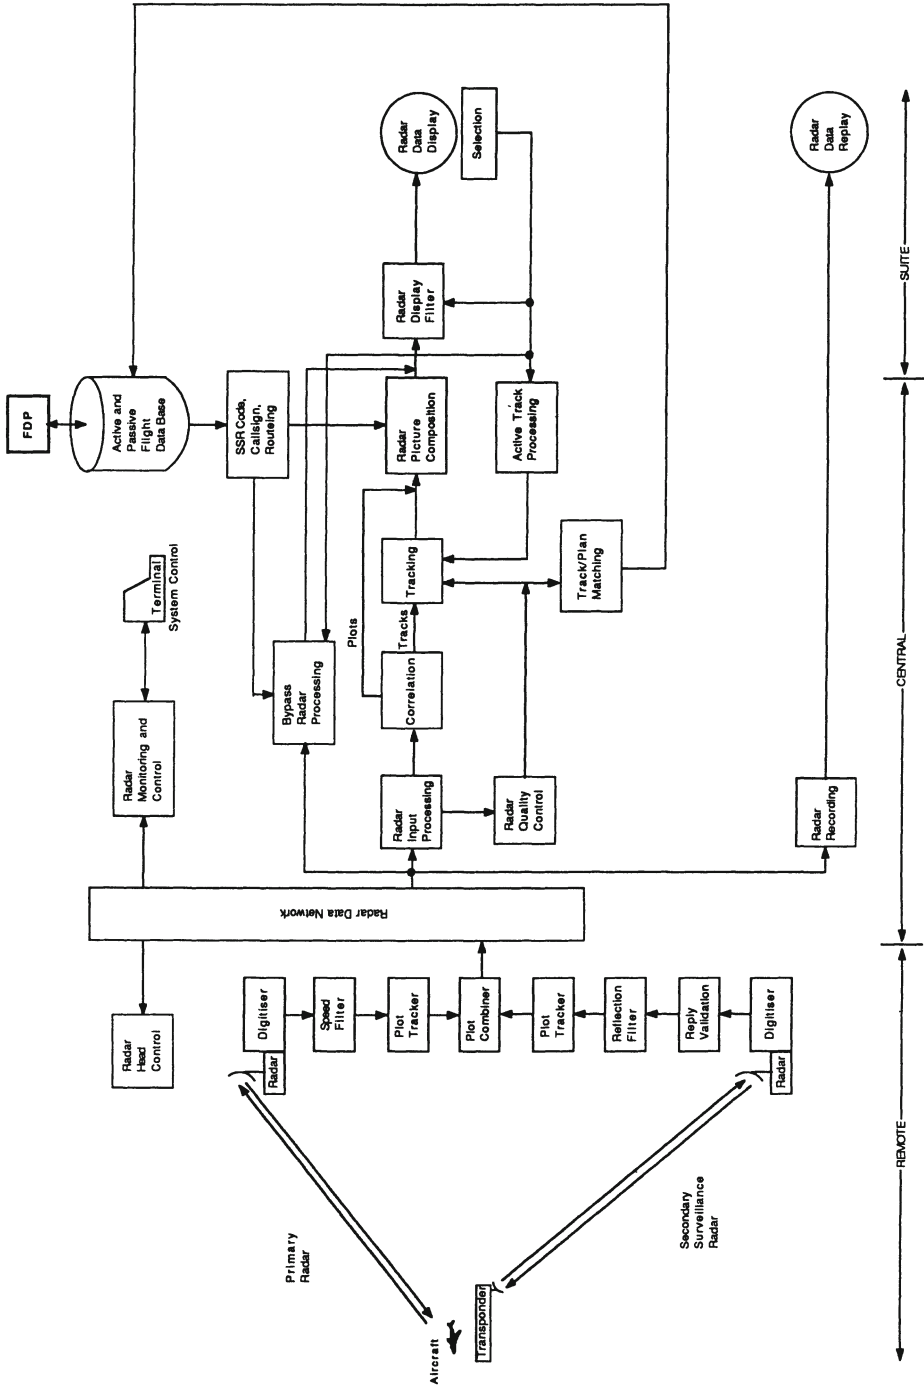 Aircraft
Transponder
Primary
Radar
Secondary
Surveillance
Radar
Radar
Head
Control
Radar
Digitiser
Speed
Filter
Plot
Tracker
Plot
Combiner
Plot
Tracker
Reflection
Filter
Reply
Validation
Digitiser
Radar
Radar Data Network
Radar
Monitoring and
Control
Terminal
System Control
Bypass
Radar
Processing
Radar
Input
Processing
Radar
Quality
Control
Correlation
Plots
Tracks
Tracking
Track/Plan
Matching
Radar
Recording
FDP
Active and
Passive
Flight
Data Base
SSR Code,
Callsign,
Routeing
Radar
Picture
Composition
Active Track
Processing
Radar
Display
Filter
Radar
Data
Display
Selection
Radar
Data
Replay
REMOTE
CENTRAL
SUITE